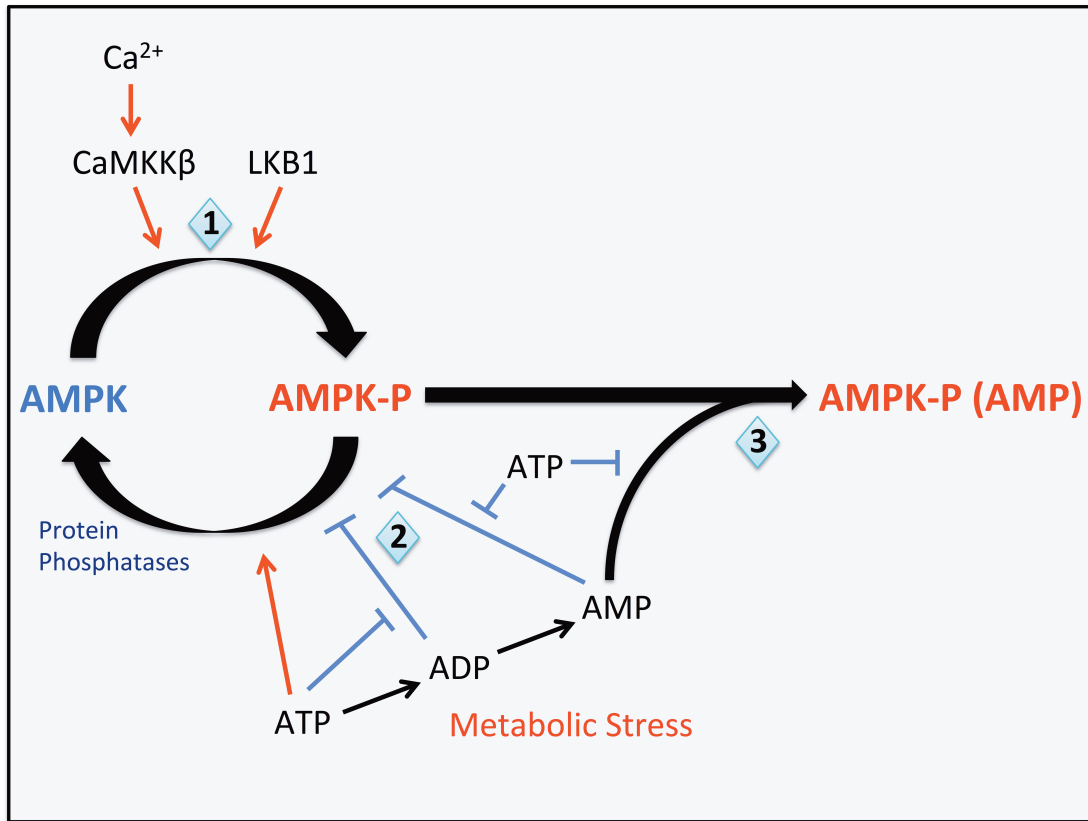 Ca²⁺
CaMKKβ
LKB1
1
AMPK
AMPK-P
AMPK-P (AMP)
3
ATP
Protein
Phosphatases
2
AMP
ADP
ATP
Metabolic Stress